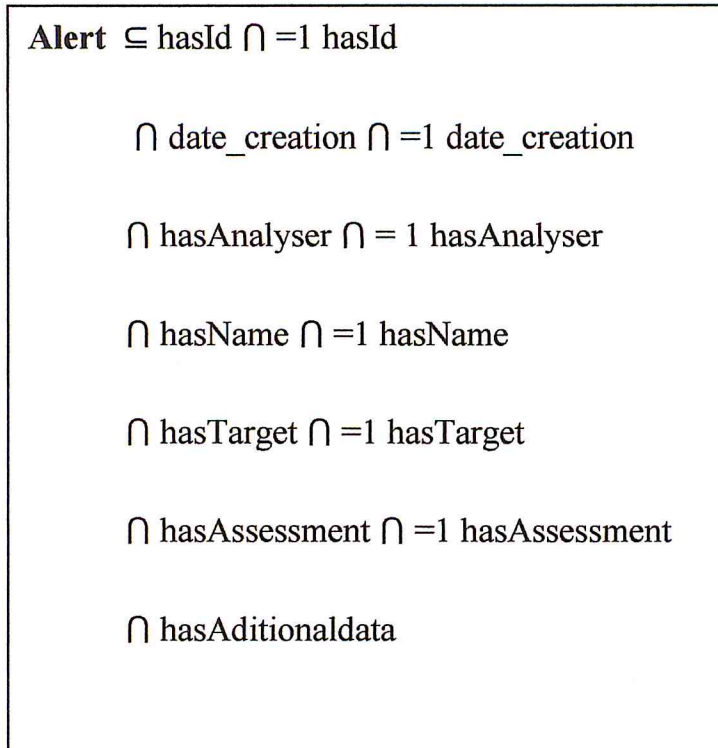 Alert ⊆ hasId ⋂ =1 hasId
⋂ date_creation ⋂ =1 date_creation
⋂ hasAnalyser ⋂ = 1 hasAnalyser
⋂ hasName ⋂ =1 hasName
⋂ hasTarget ⋂ =1 hasTarget
⋂ hasAssessment ⋂ =1 hasAssessment
⋂ hasAditionaldata